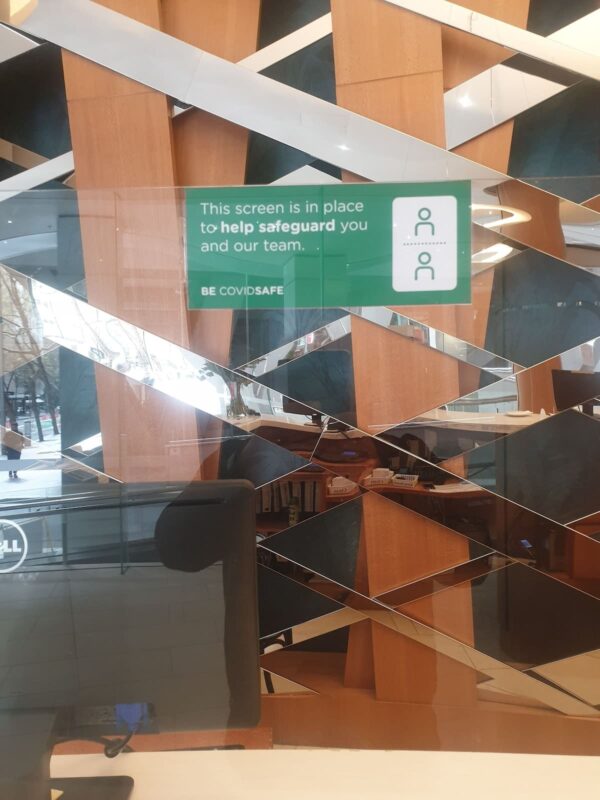 This screen is in place
to help safeguard you
and our team.
BE COVIDSAFE